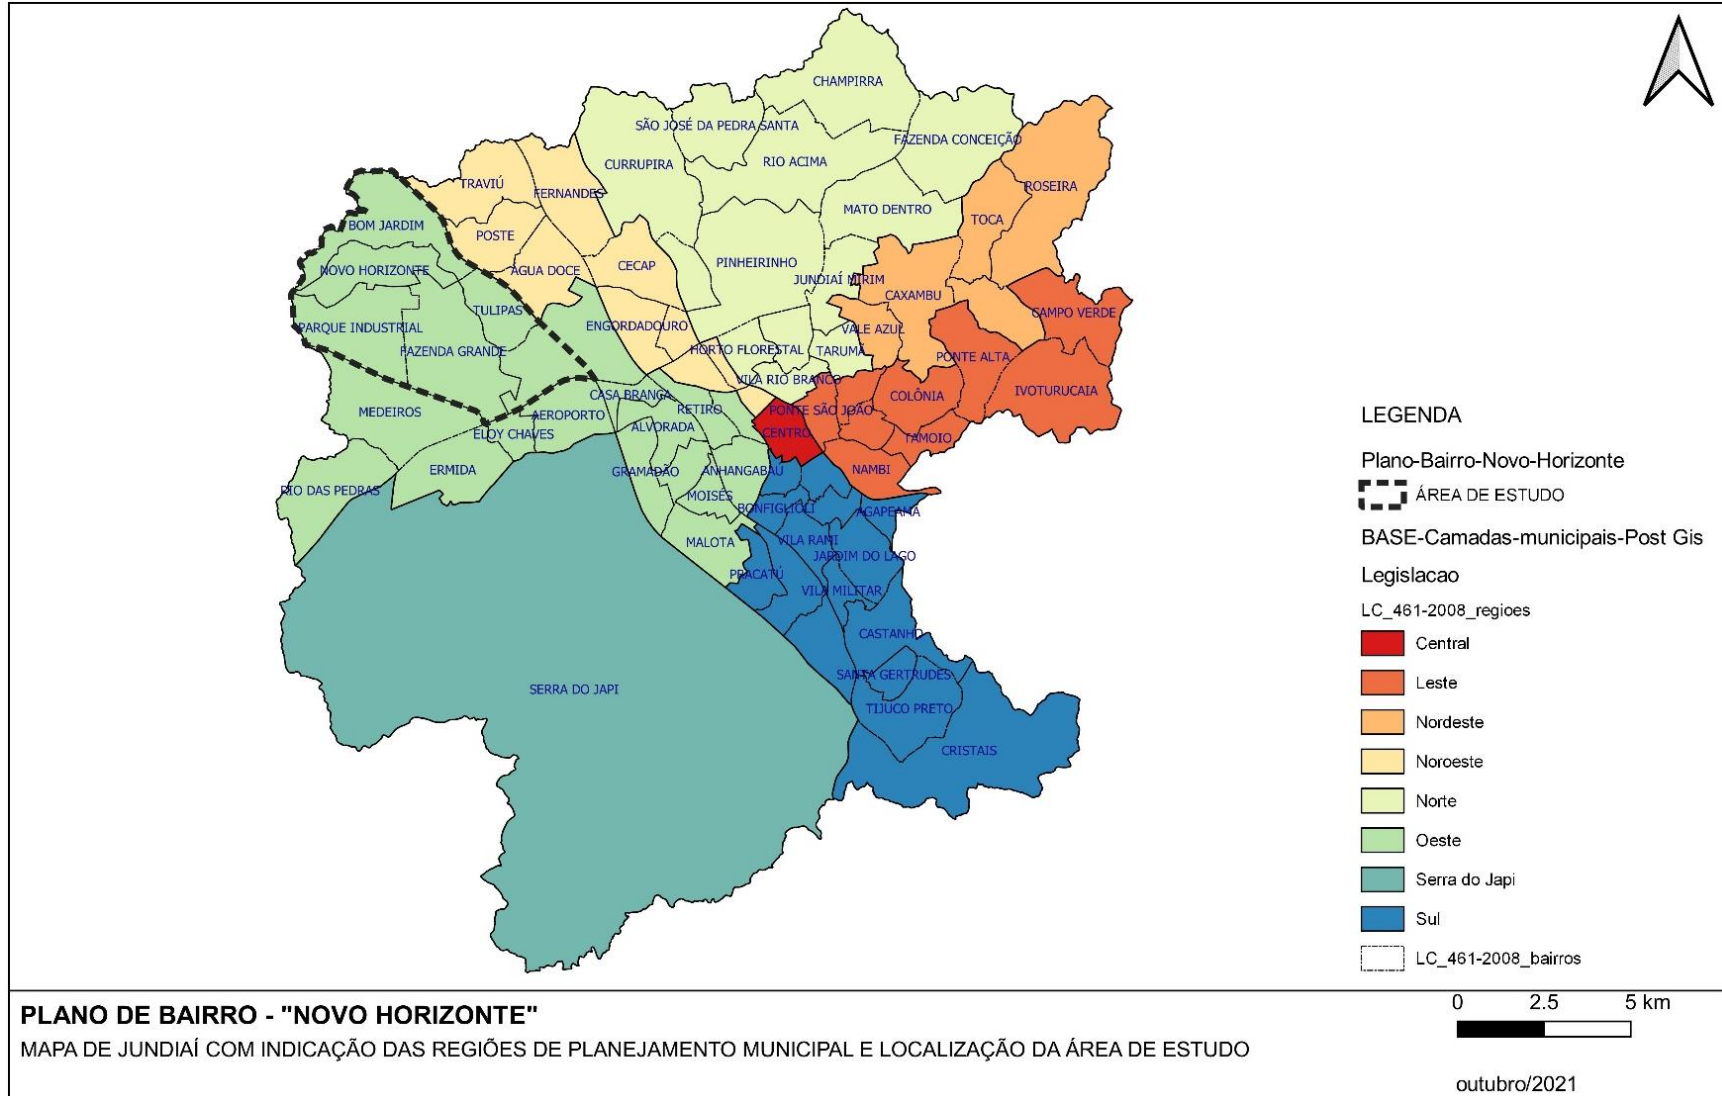 CHAMPIRRA
SÃO JOSÉ DA PEDRA SANTA
FAZENDA CONCEIÇÃO
CURRUPIRA
RIO ACIMA
TRAVIÚ
FERNANDES
ROSEIRA
MATO DENTRO
TOCA
BOM JARDIM
POSTE
NOVO HORIZONTE
ÁGUA DOCE
CECAP
PINHEIRINHO
JUNDIAÍ MIRIM
CAXAMBU
TULIPAS
CAMPO VERDE
PARQUE INDUSTRIAL
ENGORDADOURO
VALE AZUL
FAZENDA GRANDE
HORTO FLORESTAL
TARUMÃ
PONTE ALTA
VILA RIO BRANCO
IVOTURUCAIA
CASA BRANCA
COLÔNIA
MEDEIROS
AEROPORTO
RETIRO
PONTE SÃO JOÃO
ELOY CHAVES
ALVORADA
CENTRO
TAMOIO
ERMIDA
GRAMADÃO
ANHANGABAÚ
NAMBI
RIO DAS PEDRAS
MOISÉS
BONFIGLIOLI
AGAPEAMA
MALOTA
VILA RAMI
JARDIM DO LAGO
PRACATÚ
VILA MILITAR
CASTANHO
SANTA GERTRUDES
SERRA DO JAPI
TIJUCO PRETO
CRISTAIS
LEGENDA
Plano-Bairro-Novo-Horizonte
ÁREA DE ESTUDO
BASE-Camadas-municipais-Post Gis
Legislacao
LC_461-2008_regioes
Central
Leste
Nordeste
Noroeste
Norte
Oeste
Serra do Japi
Sul
LC_461-2008_bairros
PLANO DE BAIRRO - "NOVO HORIZONTE"
MAPA DE JUNDIAÍ COM INDICAÇÃO DAS REGIÕES DE PLANEJAMENTO MUNICIPAL E LOCALIZAÇÃO DA ÁREA DE ESTUDO
0 2.5 5 km
outubro/2021